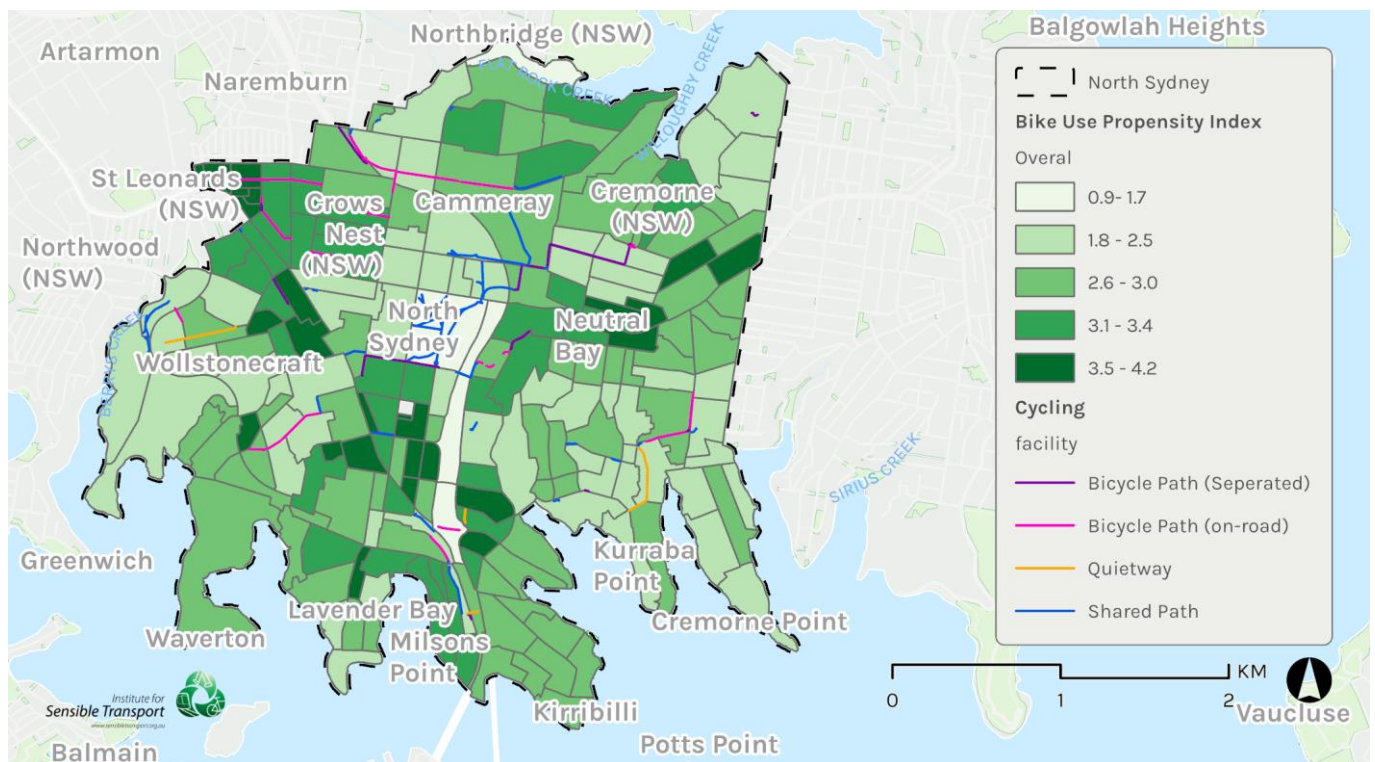 Artarmon
Northbridge (NSW)
Balgowlah Heights
Naremburn
FLAT ROCK CREEK
WILLOUGHBY CREEK
St Leonards
(NSW)
Crows
Nest
(NSW)
Cammeray
Cremorne
(NSW)
Northwood
(NSW)
North
Sydney
Neutral
Bay
Wollstonecraft
SIRIUS CREEK
Greenwich
Kurraba
Point
Waverton
Lavender Bay
Milsons
Point
Cremorne Point
Kirribilli
Potts Point
Balmain
Vaucluse
Institute for
Sensible Transport
North Sydney
Bike Use Propensity Index
Overal
0.9- 1.7
1.8 - 2.5
2.6 - 3.0
3.1 - 3.4
3.5 - 4.2
Cycling
facility
Bicycle Path (Seperated)
Bicycle Path (on-road)
Quietway
Shared Path
KM
0
1
2